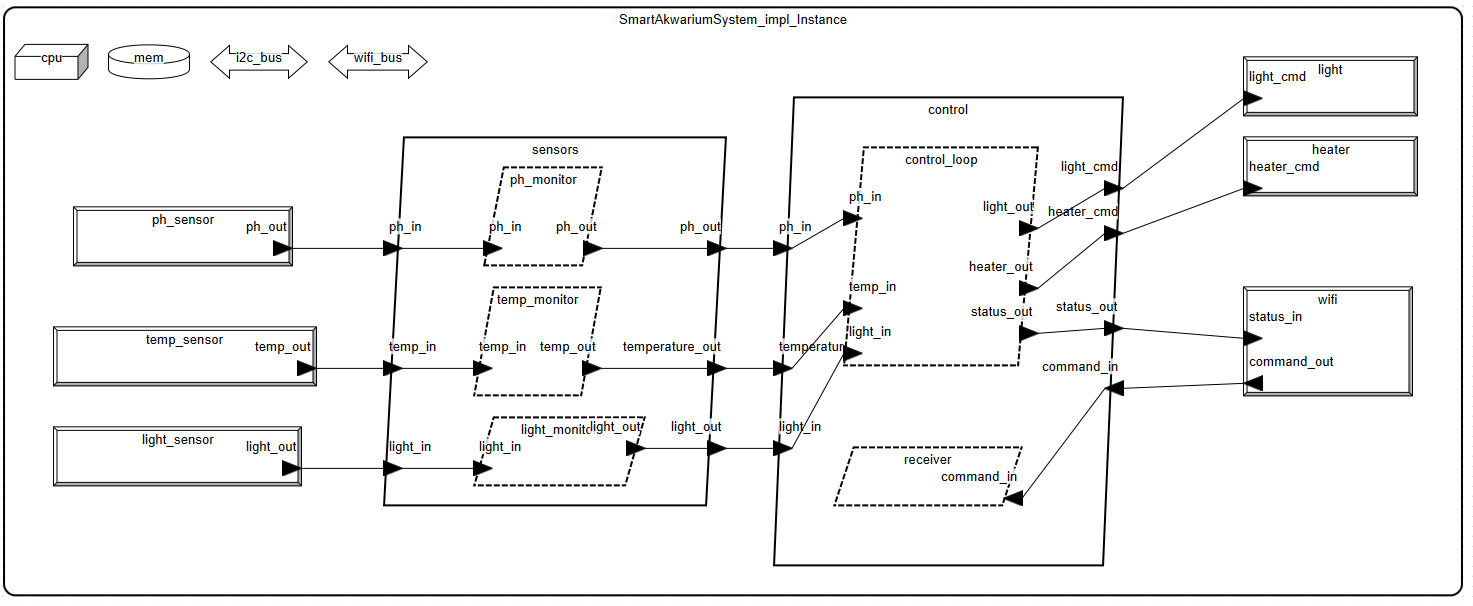 SmartAkwariumSystem_impl_Instance
cpu
mem
i2c_bus
wifi_bus
ph_sensor
ph_out
temp_sensor
temp_out
light_sensor
light_out
sensors
ph_in
temp_in
light_in
ph_monitor
ph_in
ph_out
temp_monitor
temp_in
temp_out
light_monitc
light_in
light_out
ph_out
temperature_out
light_out
control
ph_in
temperatur
light_in
control_loop
ph_in
temp_in
light_in
light_out
heater_out
status_out
receiver
command_in
light_cmd
heater_cmd
status_out
command_in
light
light_cmd
heater
heater_cmd
wifi
status_in
command_out